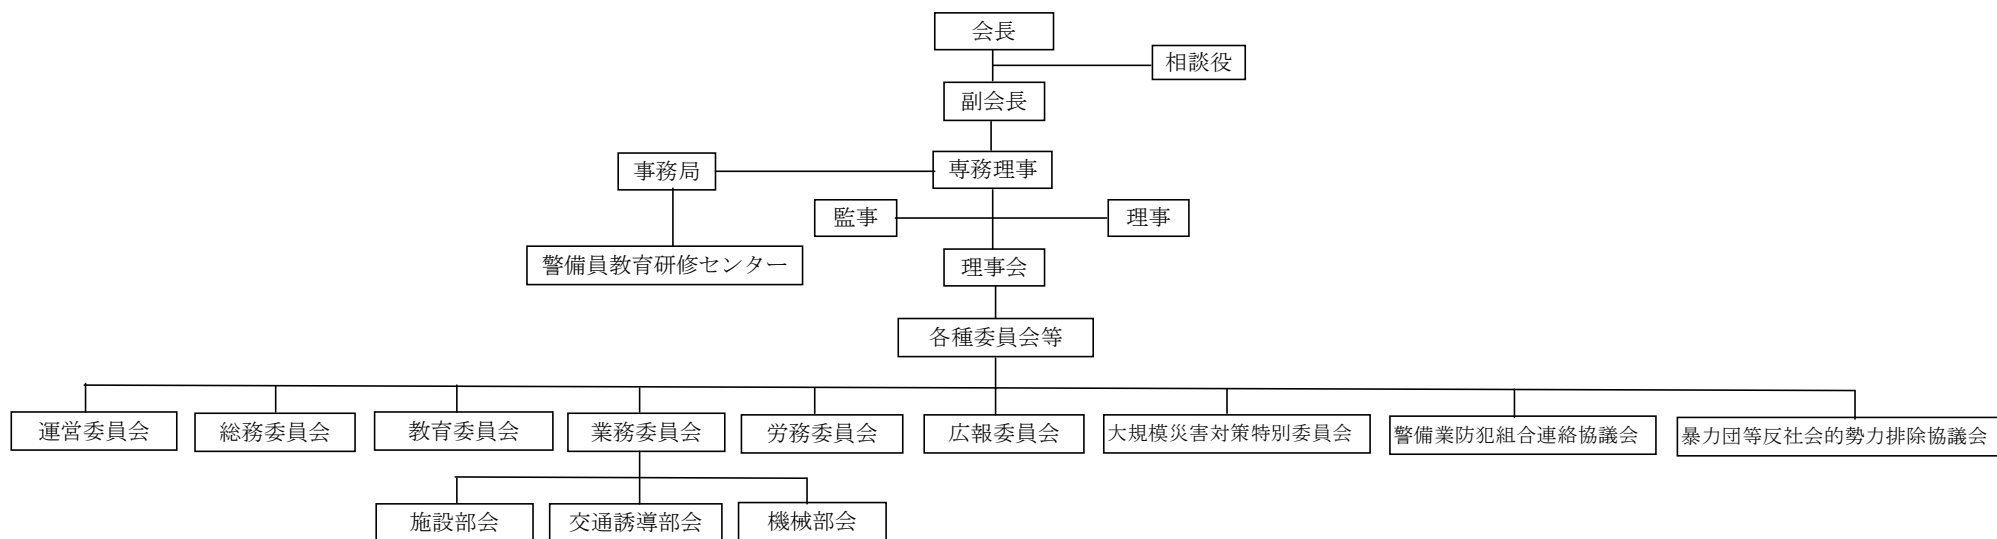 会長
相談役
副会長
事務局
専務理事
監事
理事
警備員教育研修センター
理事会
各種委員会等
運営委員会
総務委員会
教育委員会
業務委員会
労務委員会
広報委員会
大規模災害対策特別委員会
警備業防犯組合連絡協議会
暴力団等反社会的勢力排除協議会
施設部会
交通誘導部会
機械部会